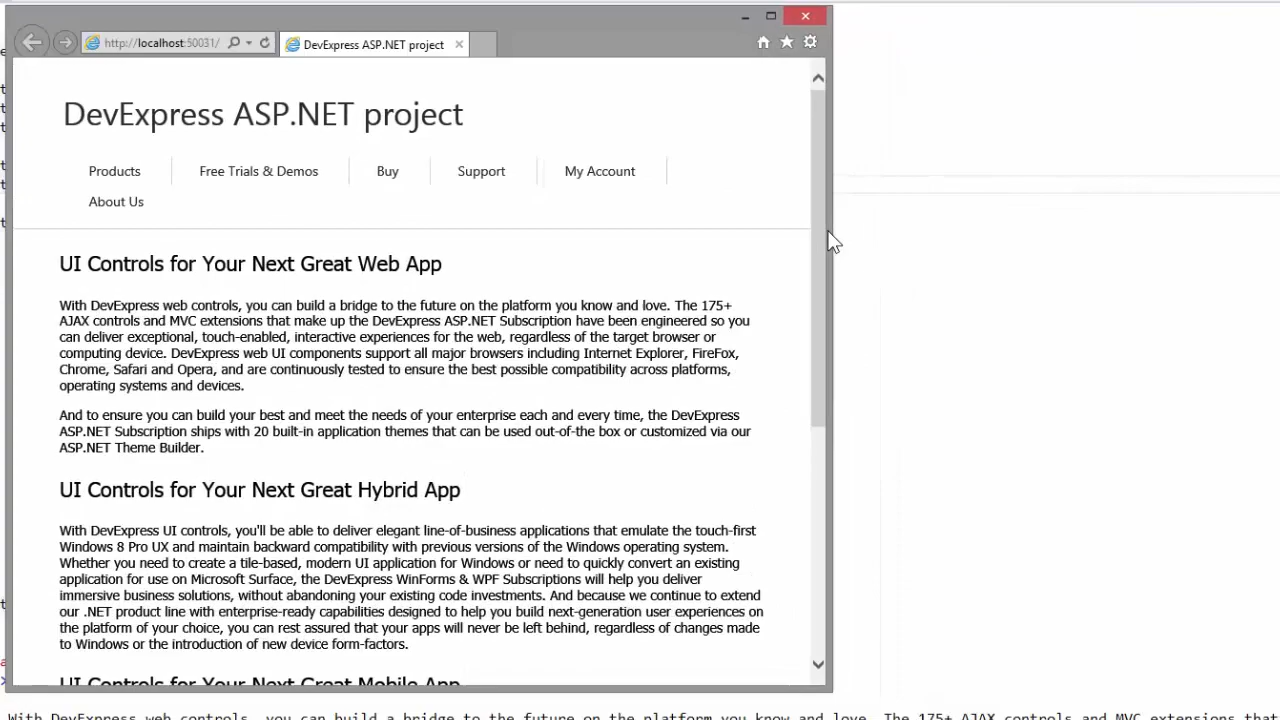 http://localhost:50031/
DevExpress ASP.NET project
DevExpress ASP.NET project
Products
Free Trials & Demos
Buy
Support
My Account
About Us
UI Controls for Your Next Great Web App
With DevExpress web controls, you can build a bridge to the future on the platform you know and love. The 175+
AJAX controls and MVC extensions that make up the DevExpress ASP.NET Subscription have been engineered so you
can deliver exceptional, touch-enabled, interactive experiences for the web, regardless of the target browser or
computing device. DevExpress web UI components support all major browsers including Internet Explorer, FireFox,
Chrome, Safari and Opera, and are continuously tested to ensure the best possible compatibility across platforms,
operating systems and devices.
And to ensure you can build your best and meet the needs of your enterprise each and every time, the DevExpress
ASP.NET Subscription ships with 20 built-in application themes that can be used out-of-the box or customized via our
ASP.NET Theme Builder.
UI Controls for Your Next Great Hybrid App
With DevExpress UI controls, you'll be able to deliver elegant line-of-business applications that emulate the touch-first
Windows 8 Pro UX and maintain backward compatibility with previous versions of the Windows operating system.
Whether you need to create a tile-based, modern UI application for Windows or need to quickly convert an existing
application for use on Microsoft Surface, the DevExpress WinForms & WPF Subscriptions will help you deliver
immersive business solutions, without abandoning your existing code investments. And because we continue to extend
our .NET product line with enterprise-ready capabilities designed to help you build next-generation user experiences on
the platform of your choice, you can rest assured that your apps will never be left behind, regardless of changes made
to Windows or the introduction of new device form-factors.
UI Controls for Your Next Great Mobile App
With DevExpress web controls, you can build a bridge to the future on the platform you know and love. The 175+ AJAX controls and MVC extensions that